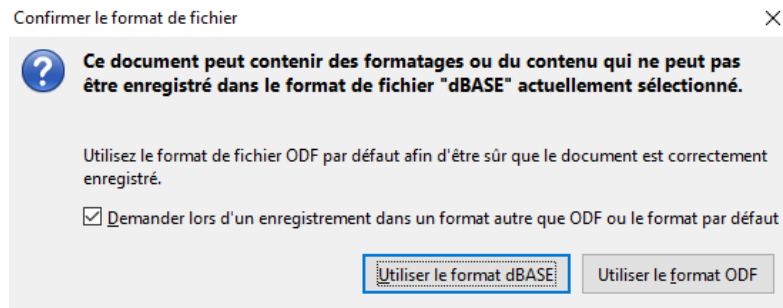 Confirmer le format de fichier
Ce document peut contenir des formatages ou du contenu qui ne peut pas
être enregistré dans le format de fichier "dBASE" actuellement sélectionné.
Utilisez le format de fichier ODF par défaut afin d'être sûr que le document est correctement
enregistré.
Demander lors d'un enregistrement dans un format autre que ODF ou le format par défaut
Utiliser le format dBASE Utiliser le format ODF